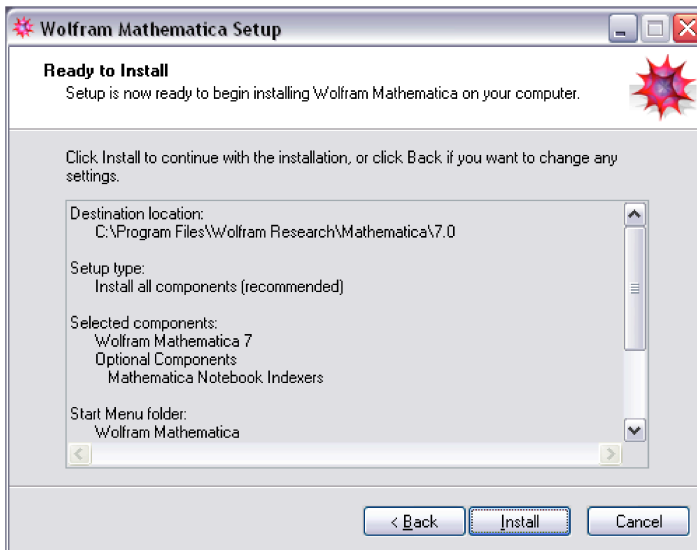 Wolfram Mathematica Setup
Ready to Install
Setup is now ready to begin installing Wolfram Mathematica on your computer.
Click Install to continue with the installation, or click Back if you want to change any
settings.
Destination location:
C:\Program Files\Wolfram Research\Mathematica\7.0
Setup type:
Install all components (recommended)
Selected components:
Wolfram Mathematica 7
Optional Components
Mathematica Notebook Indexers
Start Menu folder:
Wolfram Mathematica
< Back Install Cancel